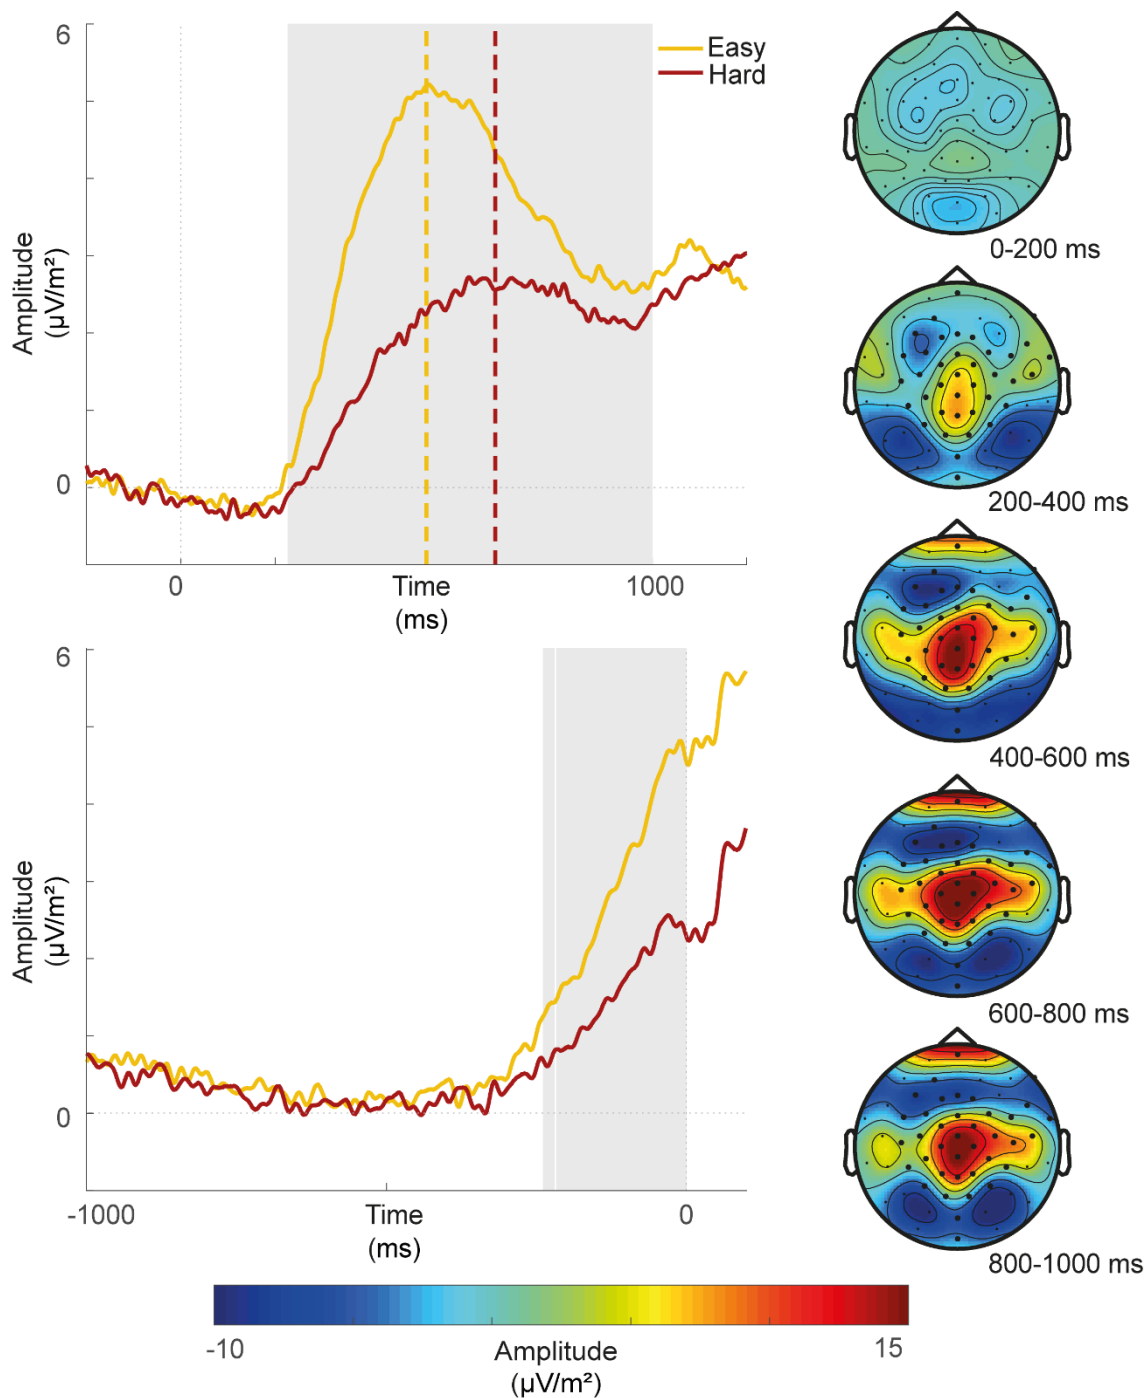 6
Easy
Hard
Amplitude
(µV/m²)
0
0
Time
(ms)
1000
0-200 ms
200-400 ms
400-600 ms
600-800 ms
800-1000 ms
6
Amplitude
(µV/m²)
0
-1000
Time
(ms)
0
-10
Amplitude
(µV/m²)
15